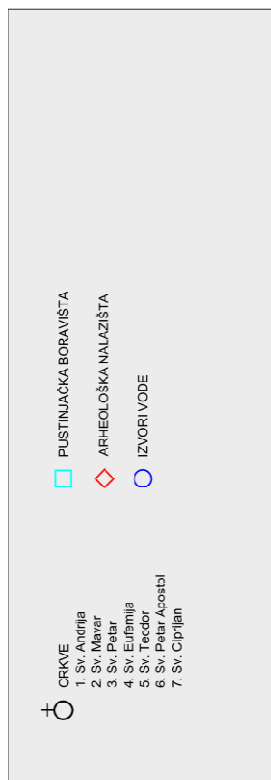 CRKVE
1. Sv. Andrija
2. Sv. Mavar
3. Sv. Petar
4. Sv. Eufemija
5. Sv. Teodor
6. Sv. Petar Apostol
7. Sv. Ciprijan
PUSTINJAČKA BORAVIŠTA
ARHEOLOŠKA NALAZIŠTA
IZVORI VODE